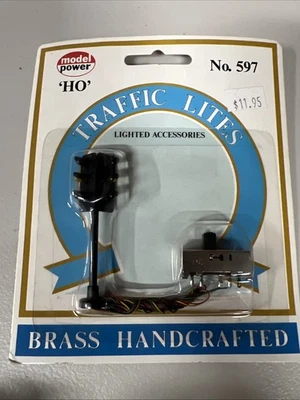 model
power
No. 597
'HO'
$11.95
TRAFFIC LITES
LIGHTED ACCESSORIES
BRASS HANDCRAFTED